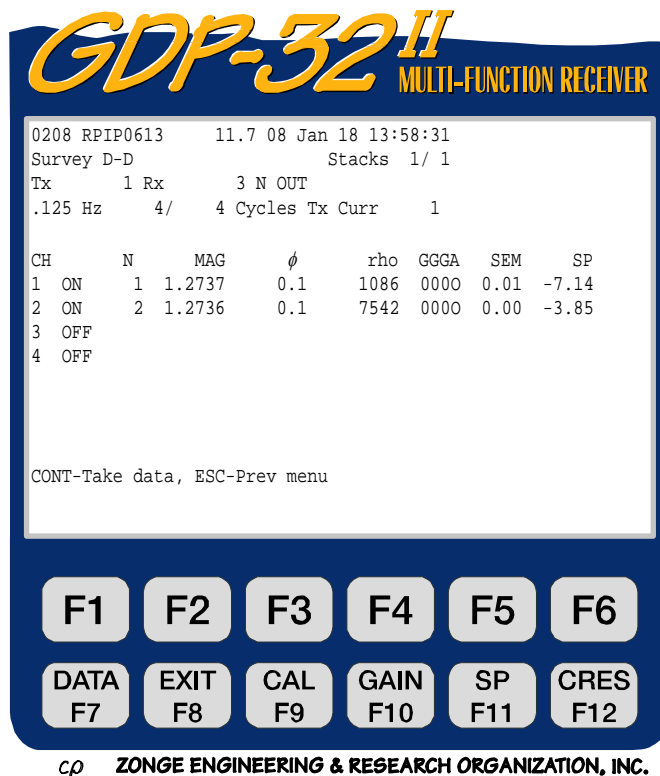 GDP-32 II
MULTI-FUNCTION RECEIVER
0208 RPIP0613 11.7 08 Jan 18 13:58:31
Survey D-D Stacks 1/ 1
Tx 1 Rx 3 N OUT
.125 Hz 4/ 4 Cycles Tx Curr 1
CH N MAG ϕ rho GGGA SEM SP
1 ON 1 1.2737 0.1 1086 000O 0.01 -7.14
2 ON 2 1.2736 0.1 7542 000O 0.00 -3.85
3 OFF
4 OFF
CONT-Take data, ESC-Prev menu
F1 F2 F3 F4 F5 F6
DATA EXIT CAL GAIN SP CRES
F7 F8 F9 F10 F11 F12
ZONGE ENGINEERING & RESEARCH ORGANIZATION, INC.